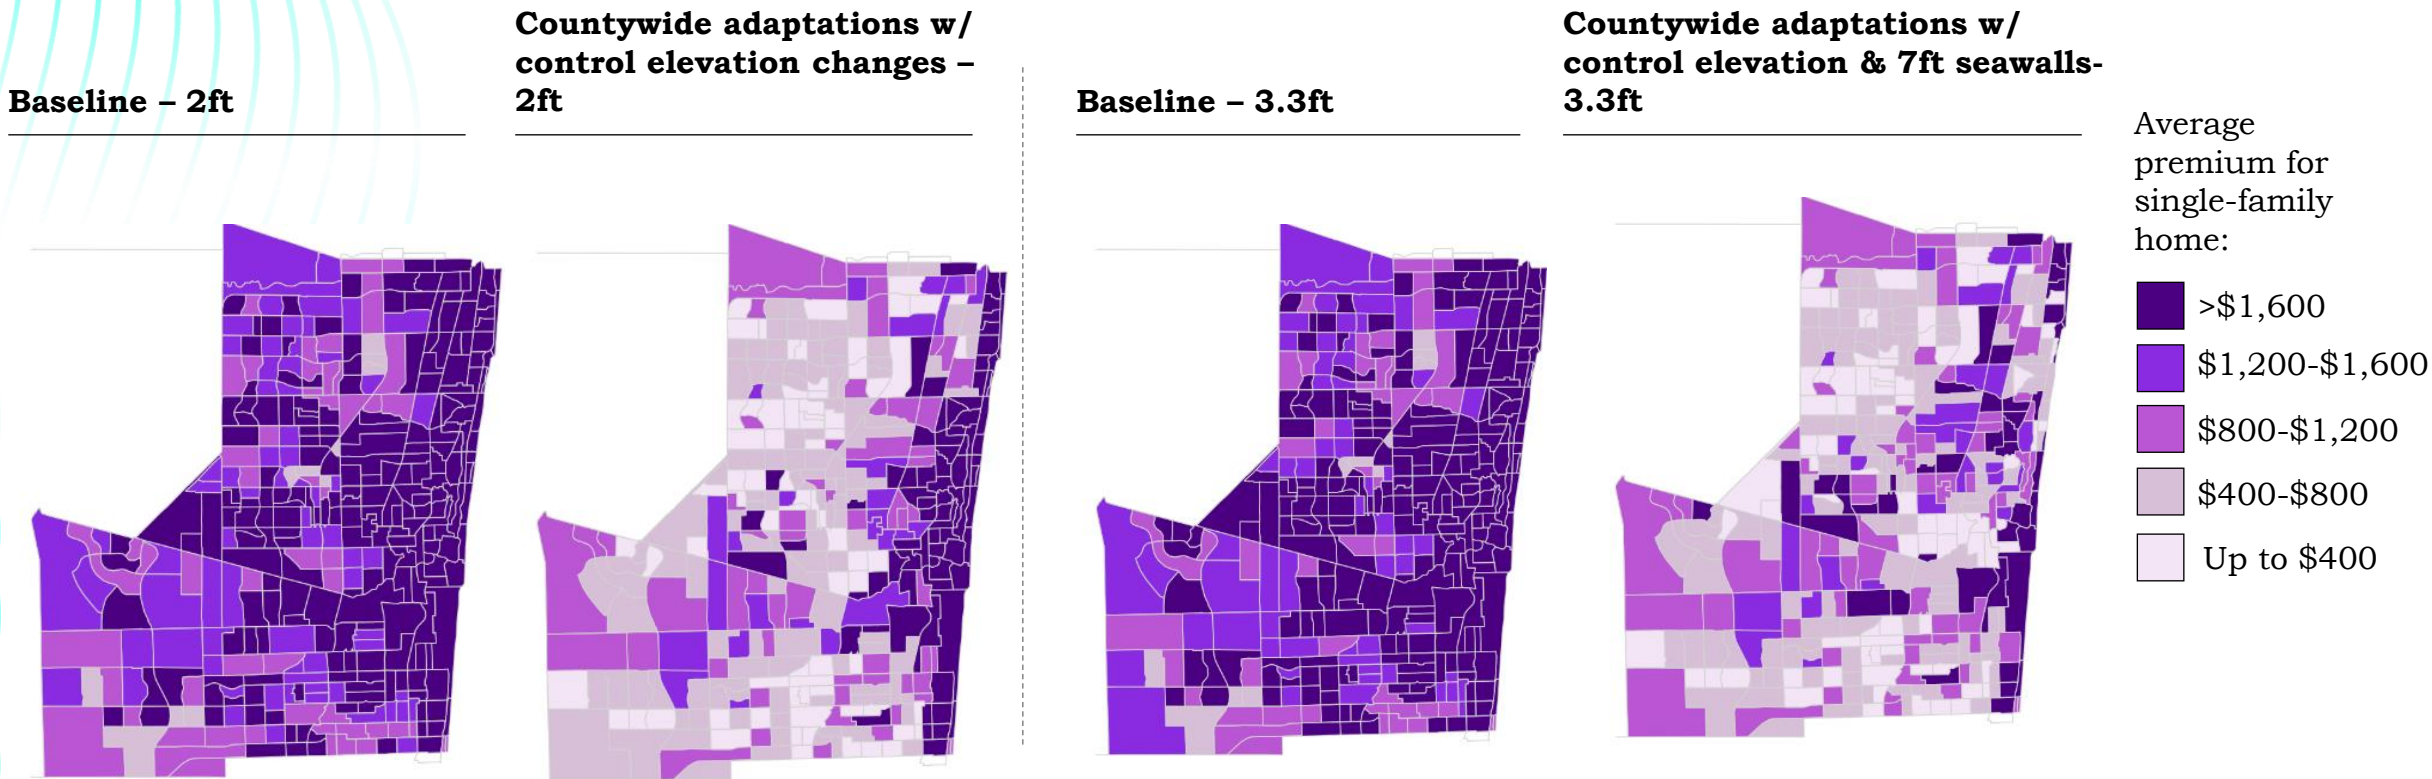 Baseline – 2ft
Countywide adaptations w/
control elevation changes –
2ft
Baseline – 3.3ft
Countywide adaptations w/
control elevation & 7ft seawalls-
3.3ft
Average
premium for
single-family
home:
>$1,600
$1,200-$1,600
$800-$1,200
$400-$800
Up to $400